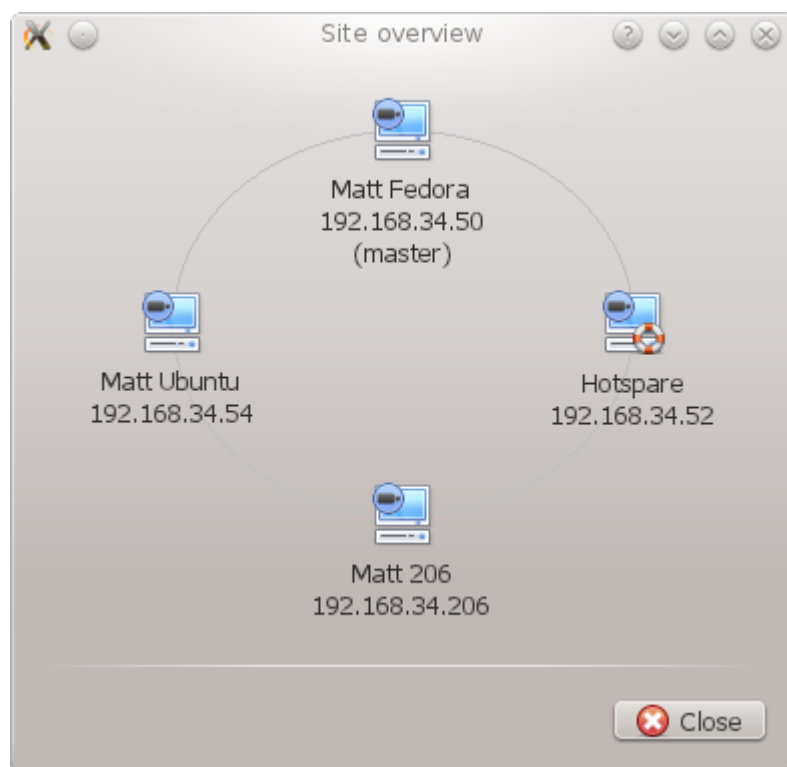 Site overview
Matt Fedora
192.168.34.50
(master)
Matt Ubuntu
192.168.34.54
Hotspare
192.168.34.52
Matt 206
192.168.34.206
Close